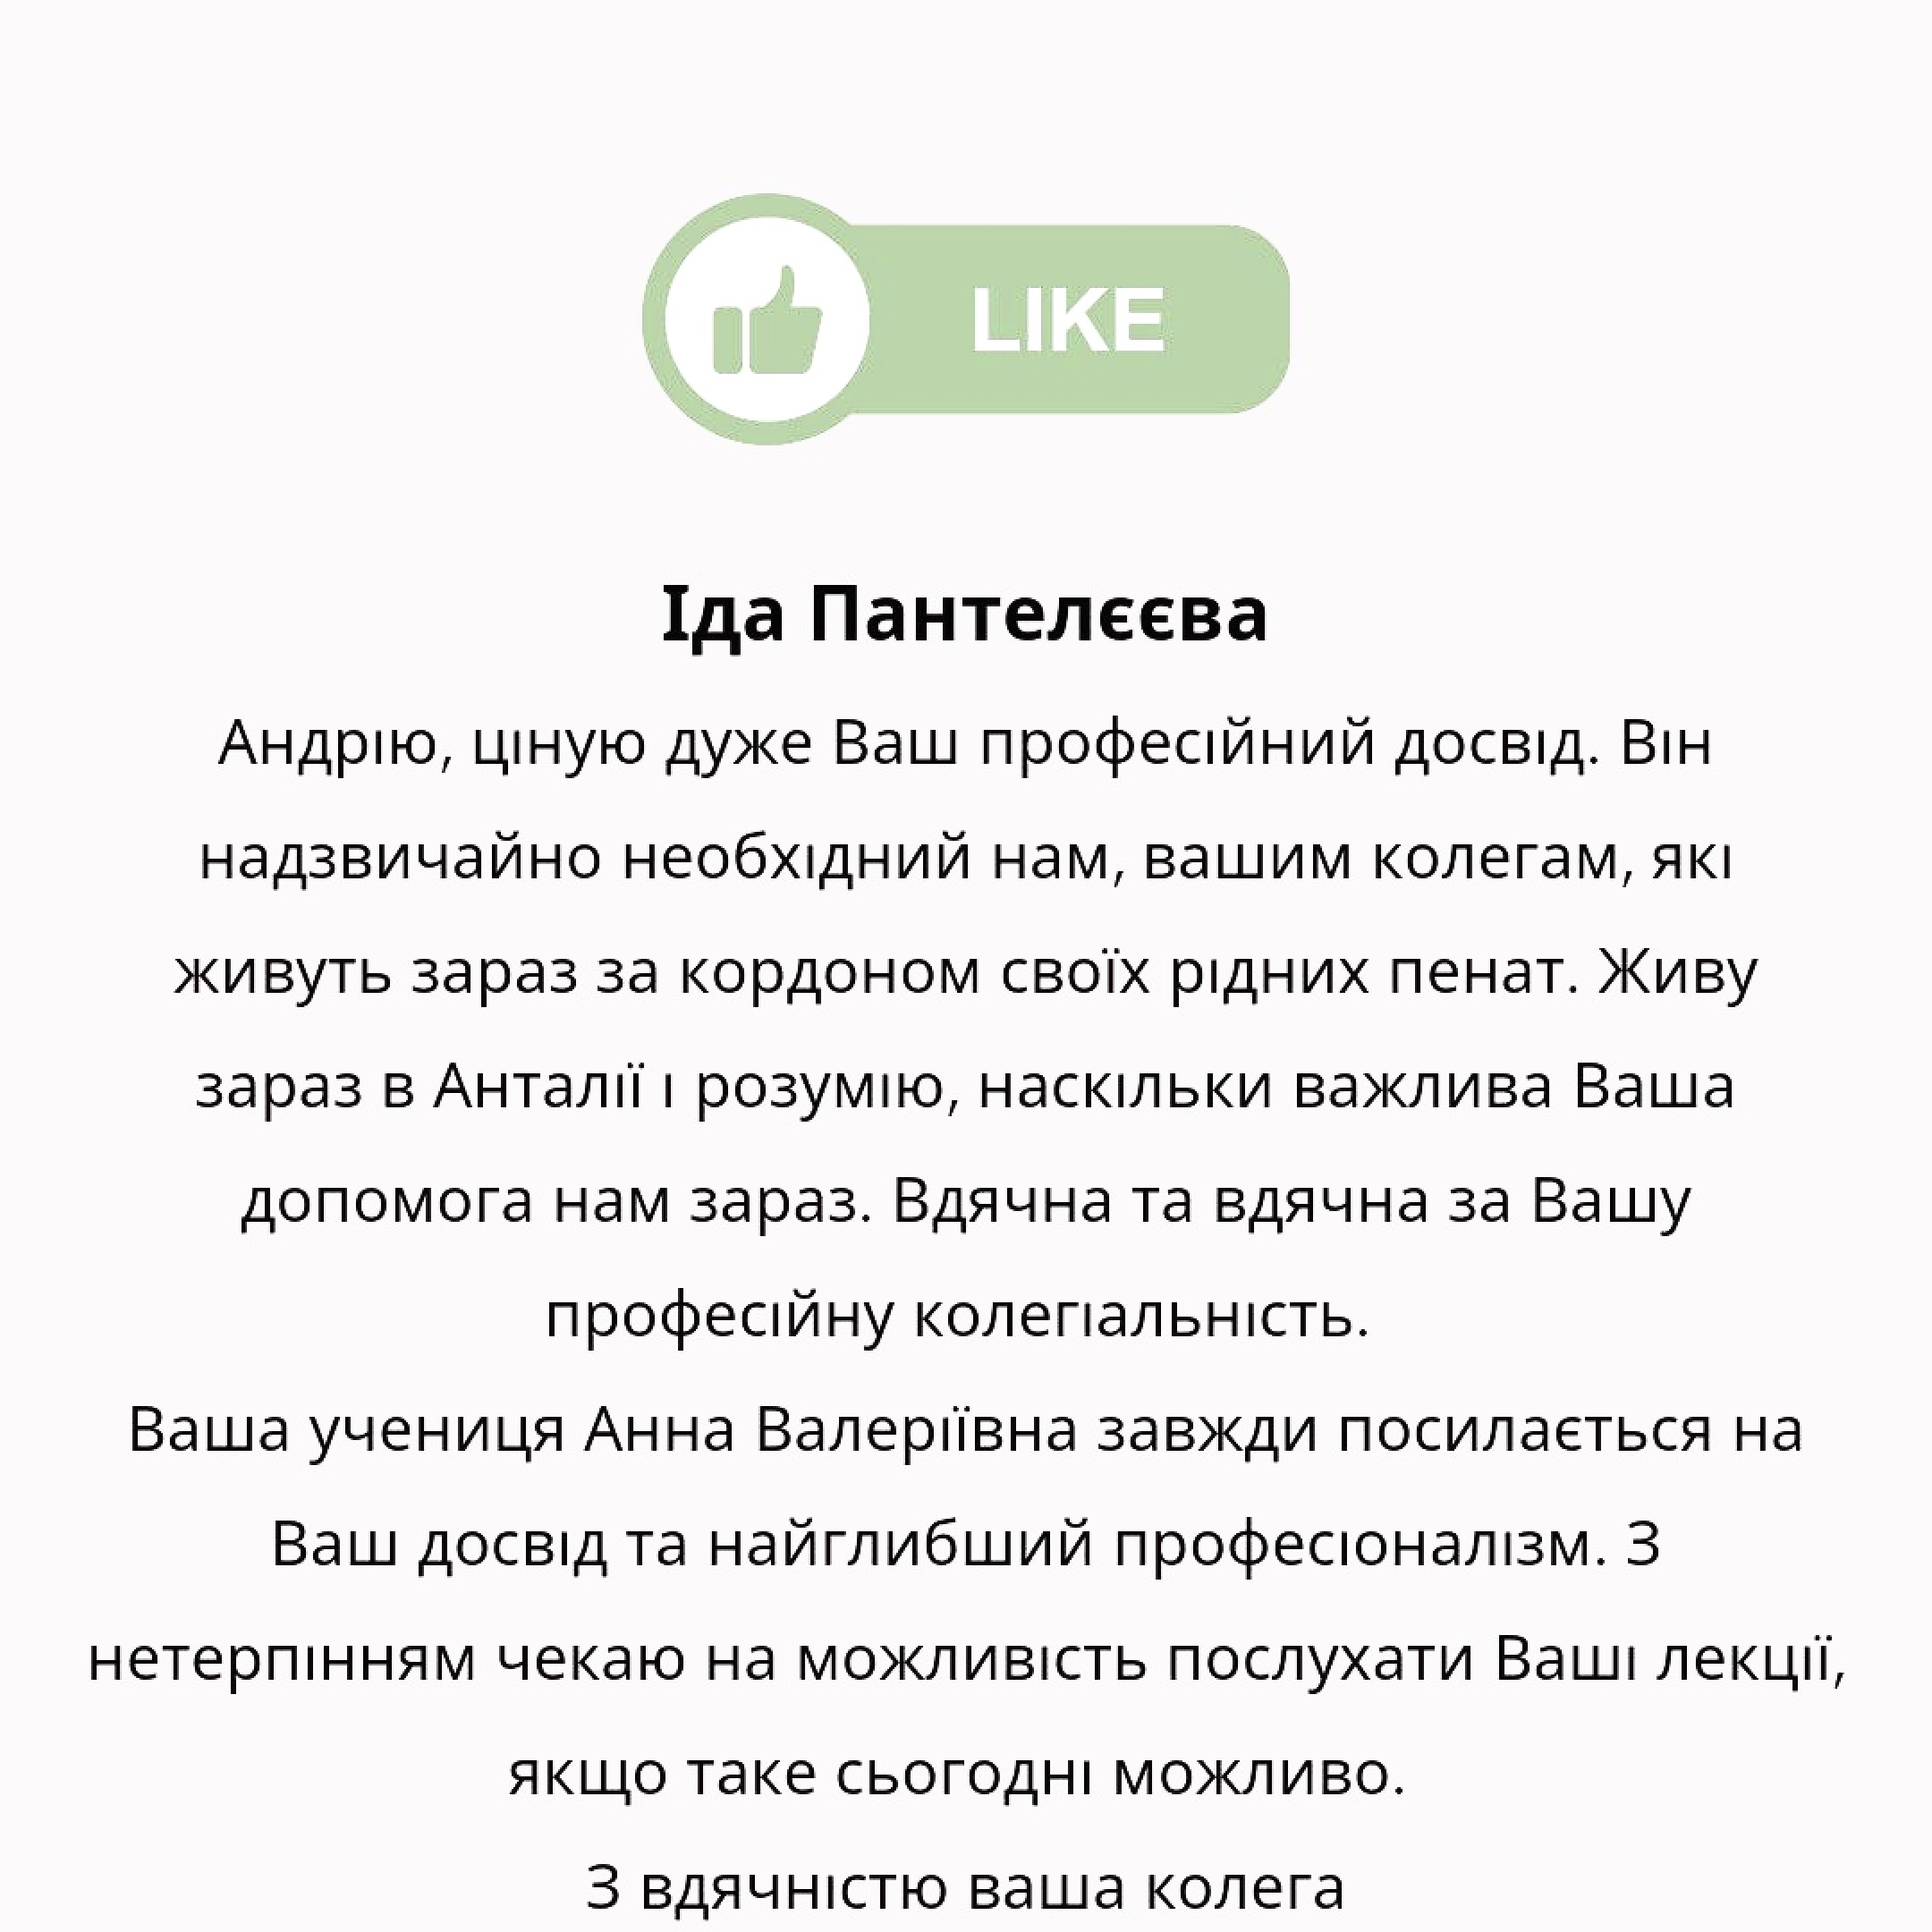 LIKE
Іда Пантелєєва
Андрію, ціную дуже Ваш професійний досвід. Він
надзвичайно необхідний нам, вашим колегам, які
живуть зараз за кордоном своїх рідних пенат. Живу
зараз в Анталії і розумію, наскільки важлива Ваша
допомога нам зараз. Вдячна та вдячна за Вашу
професійну колегіальність.
Ваша учениця Анна Валеріївна завжди посилається на
Ваш досвід та найглибший професіоналізм. З
нетерпінням чекаю на можливість послухати Ваші лекції,
якщо таке сьогодні можливо.
З вдячністю ваша колега